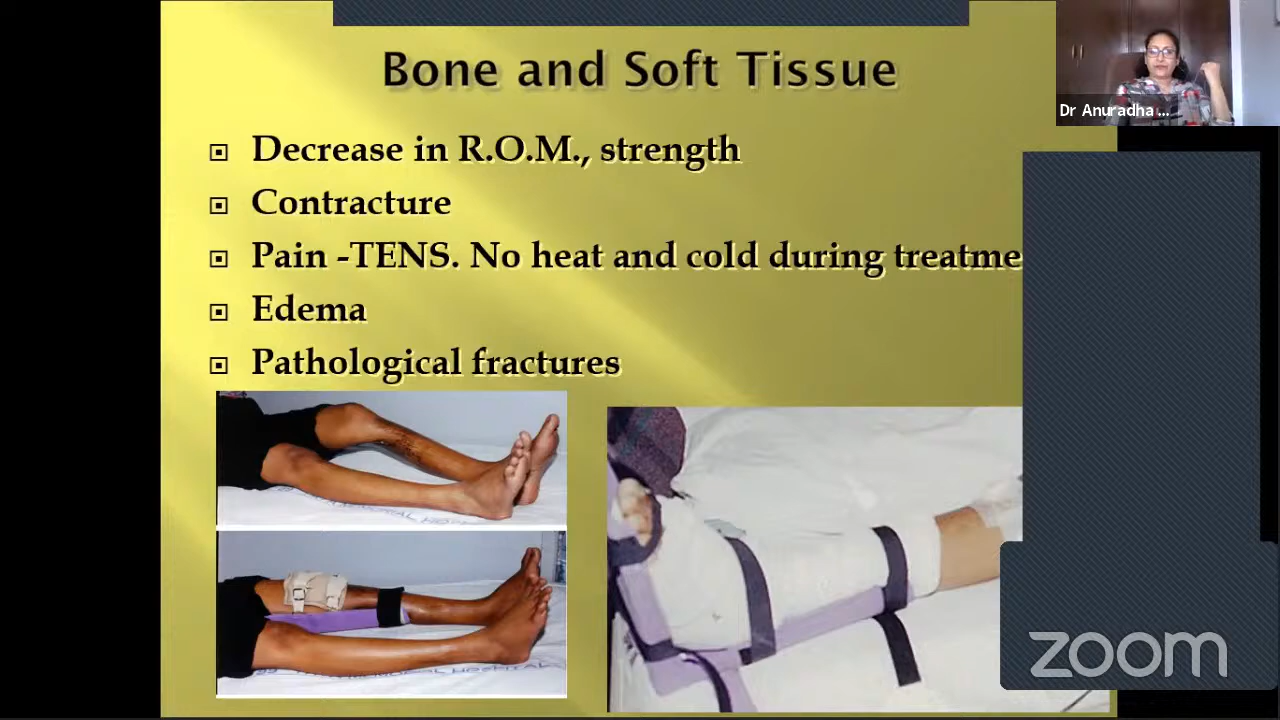 Bone and Soft Tissue
Dr Anuradha ...
Decrease in R.O.M., strength
Contracture
Pain -TENS. No heat and cold during treatme
Edema
Pathological fractures
zoom